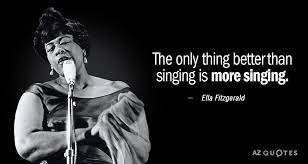 The only thing better than
singing is more singing.
— Ella Fitzgerald
AZ QUOTES